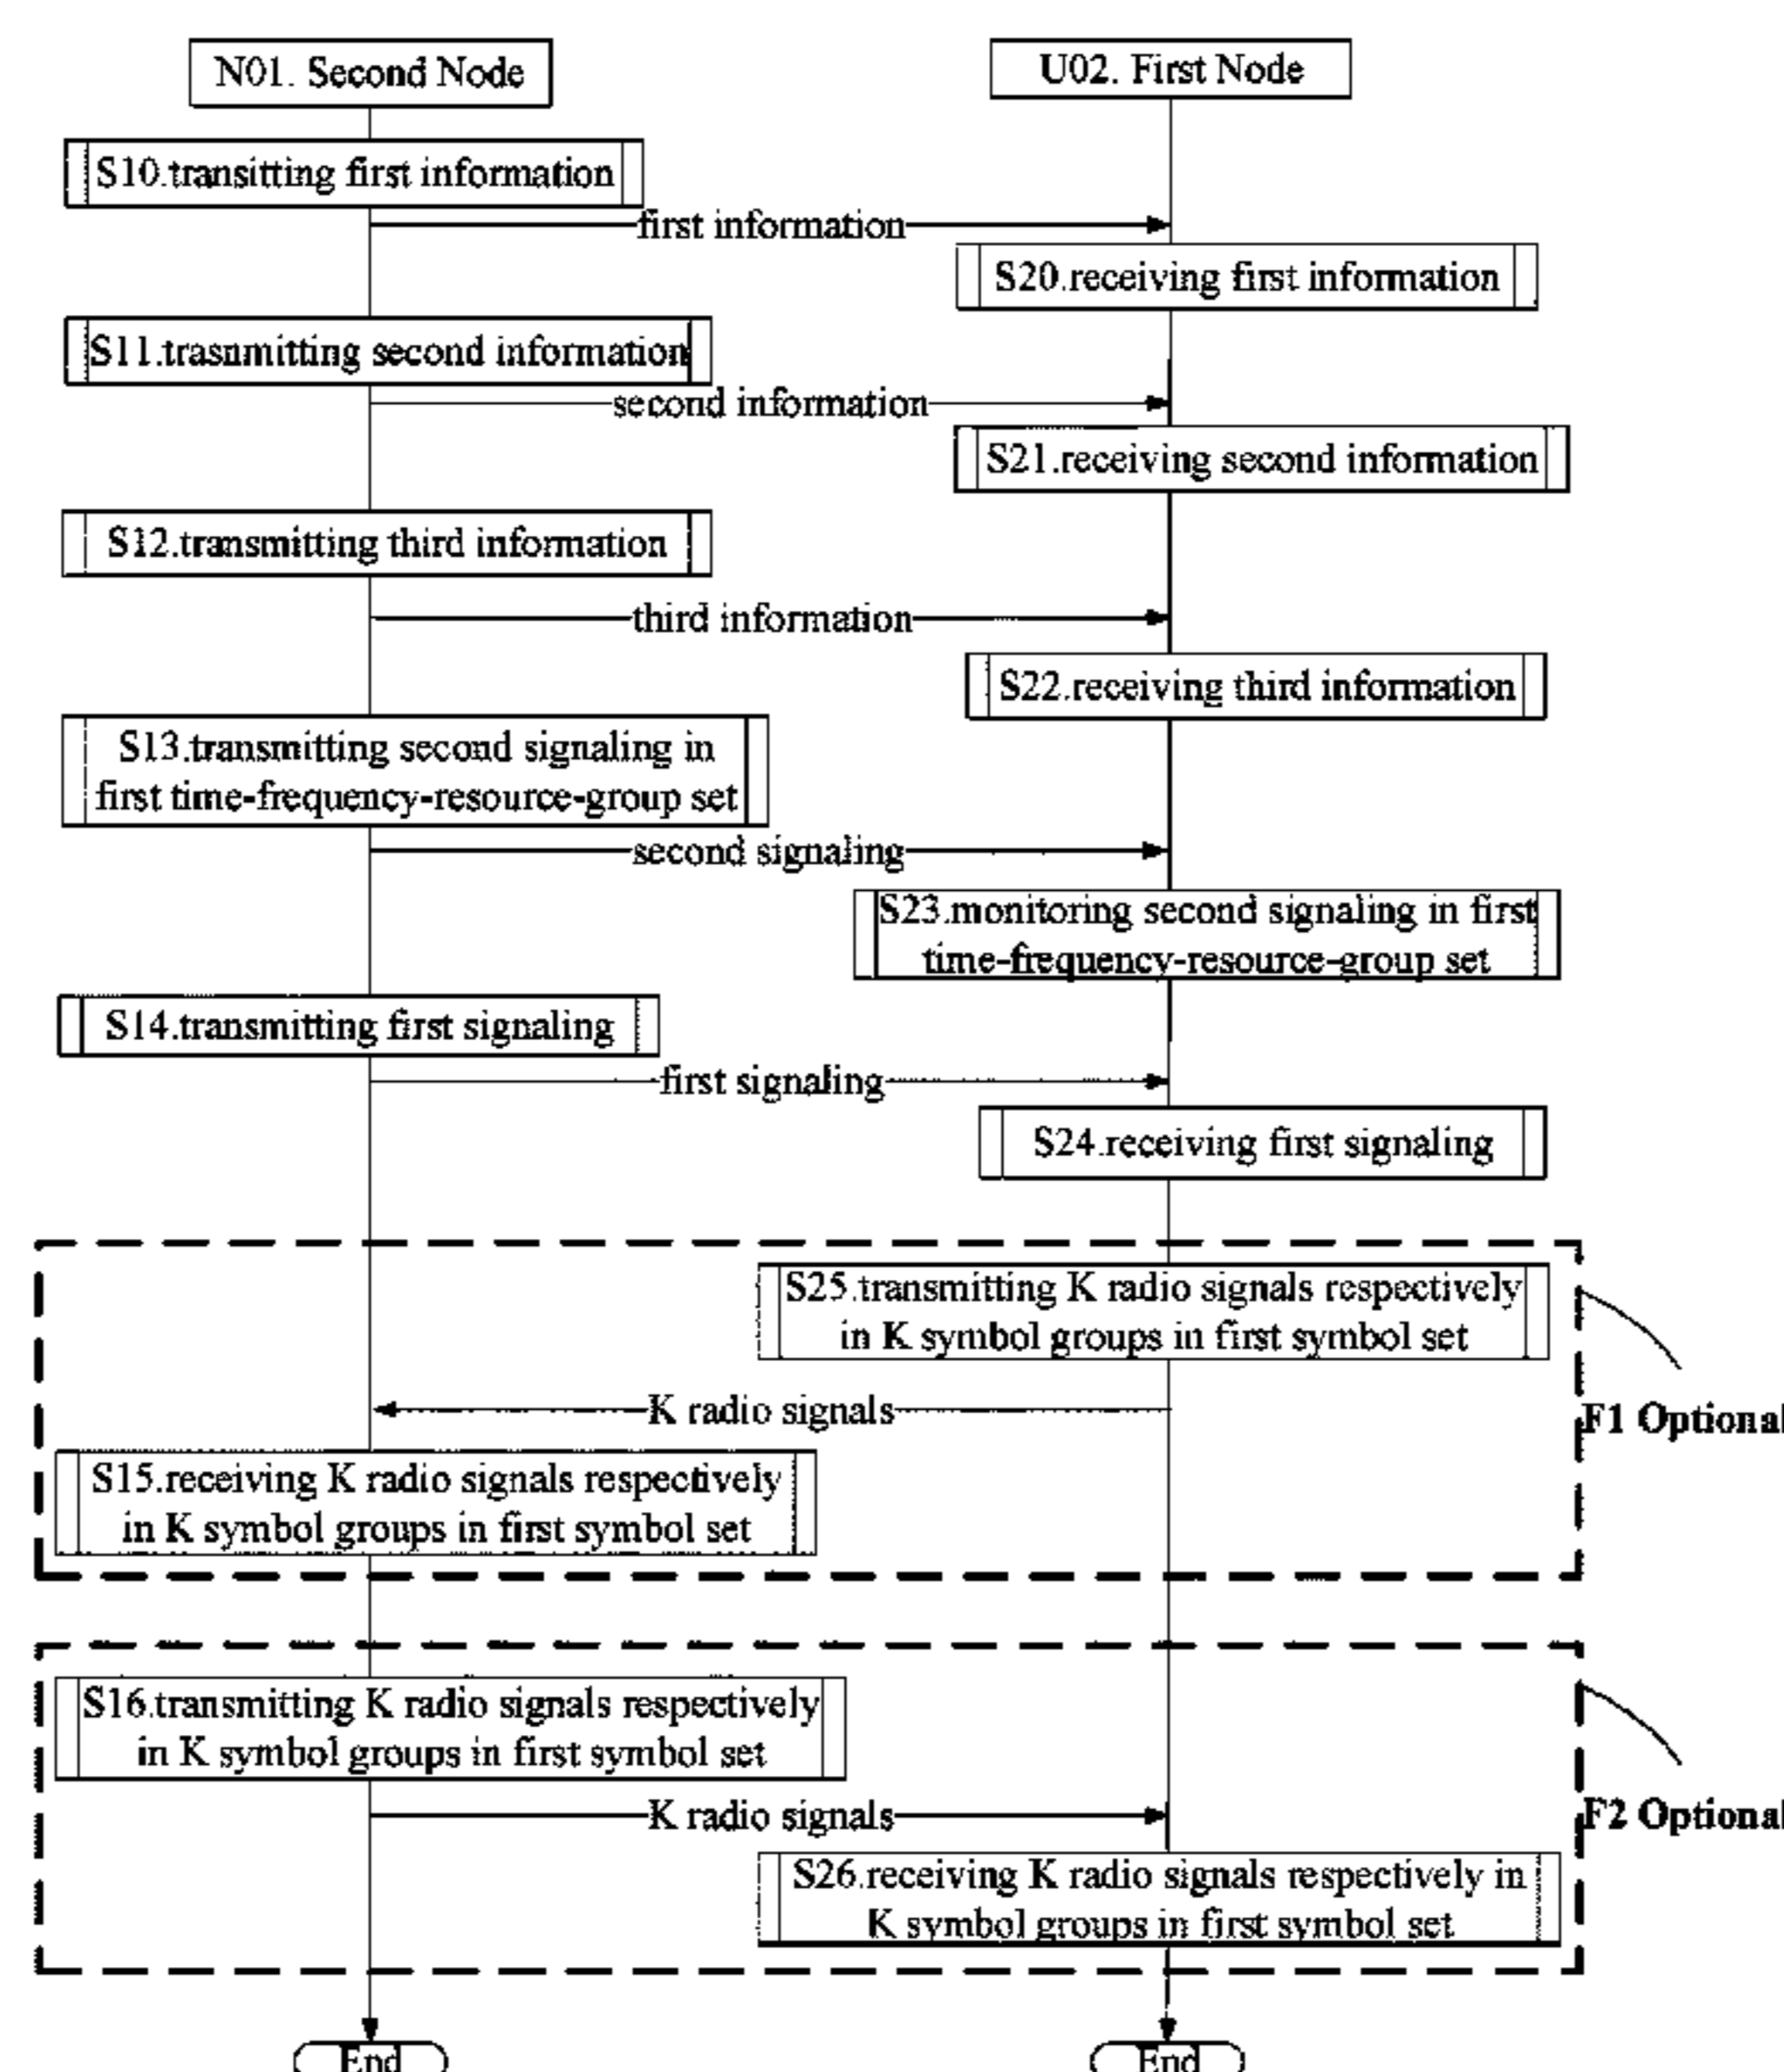 N01. Second Node
U02. First Node
S10.transitting first information
first information
S20.receiving first information
S11.trasnmitting second information
second information
S21.receiving second information
S12.transmitting third information
third information
S22.receiving third information
S13.transmitting second signaling in
first time-frequency-resource-group set
second signaling
S23.monitoring second signaling in first
time-frequency-resource-group set
S14.transmitting first signaling
first signaling
S24.receiving first signaling
S25.transmitting K radio signals respectively
in K symbol groups in first symbol set
K radio signals
F1 Optional
S15.receiving K radio signals respectively
in K symbol groups in first symbol set
S16.transmitting K radio signals respectively
in K symbol groups in first symbol set
K radio signals
F2 Optional
S26.receiving K radio signals respectively in
K symbol groups in first symbol set
End
End